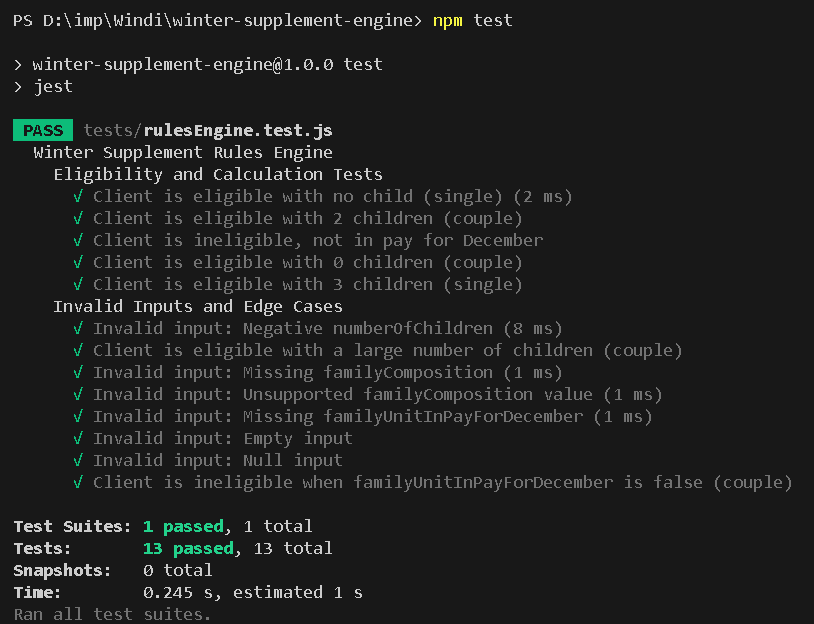 PS D:\imp\Windi\winter-supplement-engine> npm test
> winter-supplement-engine@1.0.0 test
> jest
PASS tests/rulesEngine.test.js
Winter Supplement Rules Engine
Eligibility and Calculation Tests
√ Client is eligible with no child (single) (2 ms)
√ Client is eligible with 2 children (couple)
√ Client is ineligible, not in pay for December
√ Client is eligible with 0 children (couple)
√ Client is eligible with 3 children (single)
Invalid Inputs and Edge Cases
√ Invalid input: Negative numberOfChildren (8 ms)
√ Client is eligible with a large number of children (couple)
√ Invalid input: Missing familyComposition (1 ms)
√ Invalid input: Unsupported familyComposition value (1 ms)
√ Invalid input: Missing familyUnitInPayForDecember (1 ms)
√ Invalid input: Empty input
√ Invalid input: Null input
√ Client is ineligible when familyUnitInPayForDecember is false (couple)
Test Suites: 1 passed, 1 total
Tests: 13 passed, 13 total
Snapshots: 0 total
Time: 0.245 s, estimated 1 s
Ran all test suites.